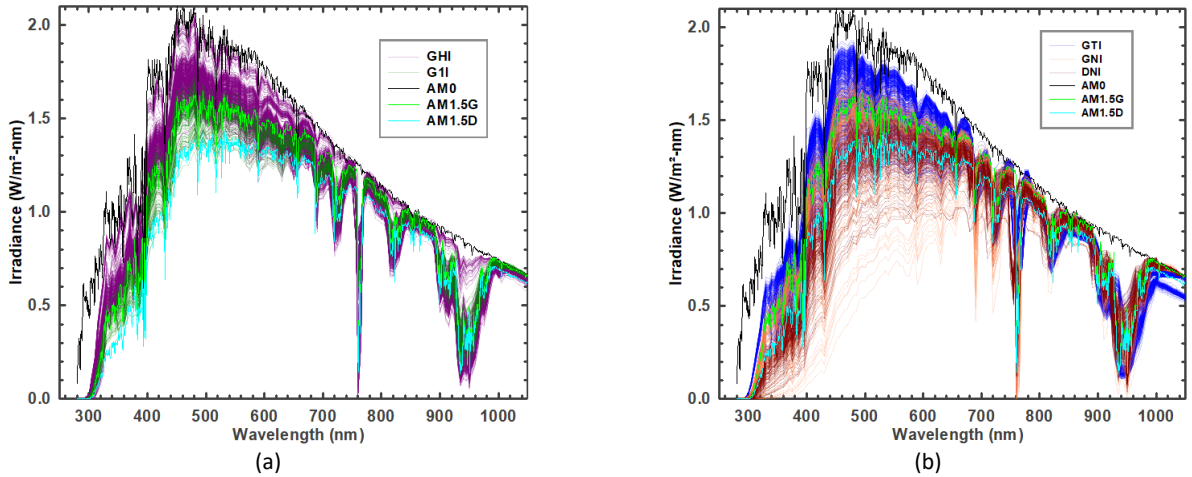 2.0
1.5
1.0
0.5
0.0
Irradiance (W/m²-nm)
GHI
G1I
AM0
AM1.5G
AM1.5D
300 400 500 600 700 800 900 1000
Wavelength (nm)
(a)
2.0
1.5
1.0
0.5
0.0
Irradiance (W/m²-nm)
GTI
GNI
DNI
AM0
AM1.5G
AM1.5D
300 400 500 600 700 800 900 1000
Wavelength (nm)
(b)